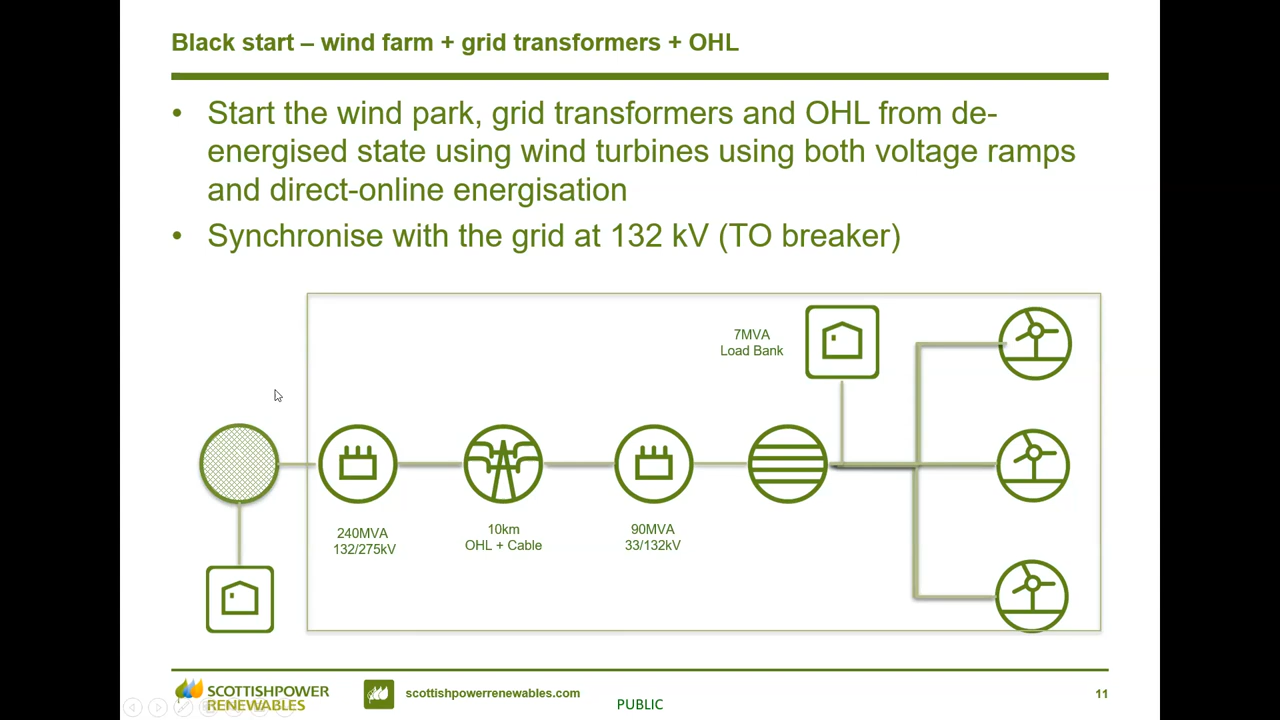 Black start – wind farm + grid transformers + OHL
• Start the wind park, grid transformers and OHL from de-
energised state using wind turbines using both voltage ramps
and direct-online energisation
• Synchronise with the grid at 132 kV (TO breaker)
7MVA
Load Bank
240MVA
132/275kV
10km
OHL + Cable
90MVA
33/132kV
SCOTTISHPOWER
RENEWABLES
scottishpowerrenewables.com
PUBLIC
11